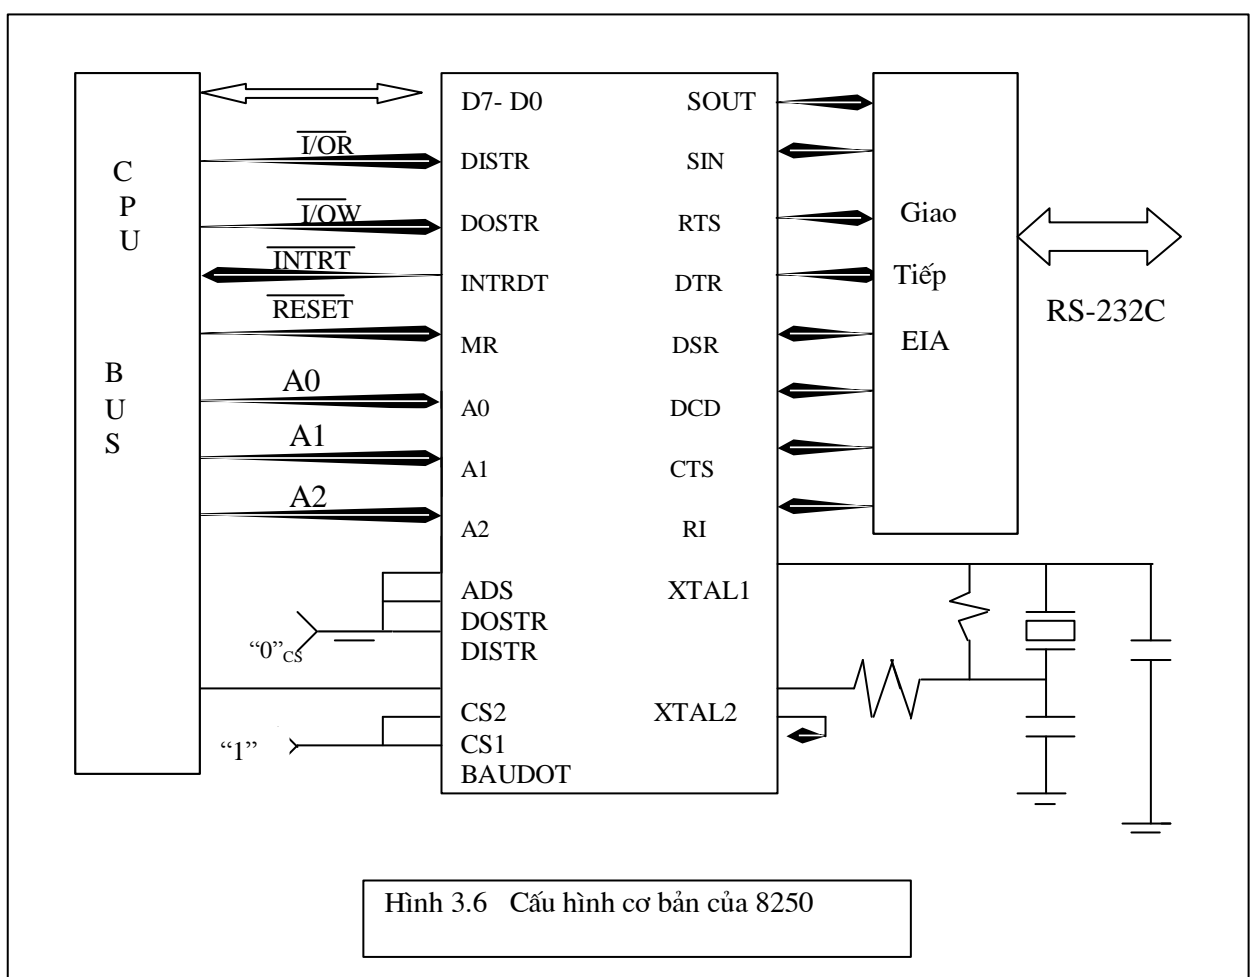 C
P
U
B
U
S
I/OR
I/OW
INTRT
RESET
A0
A1
A2
“0”CS
“1”
D7- D0
DISTR
DOSTR
INTRDT
MR
A0
A1
A2
ADS
DOSTR
DISTR
CS2
CS1
BAUDOT
SOUT
SIN
RTS
DTR
DSR
DCD
CTS
RI
XTAL1
XTAL2
Giao
Tiếp
EIA
RS-232C
Hình 3.6 Cấu hình cơ bản của 8250